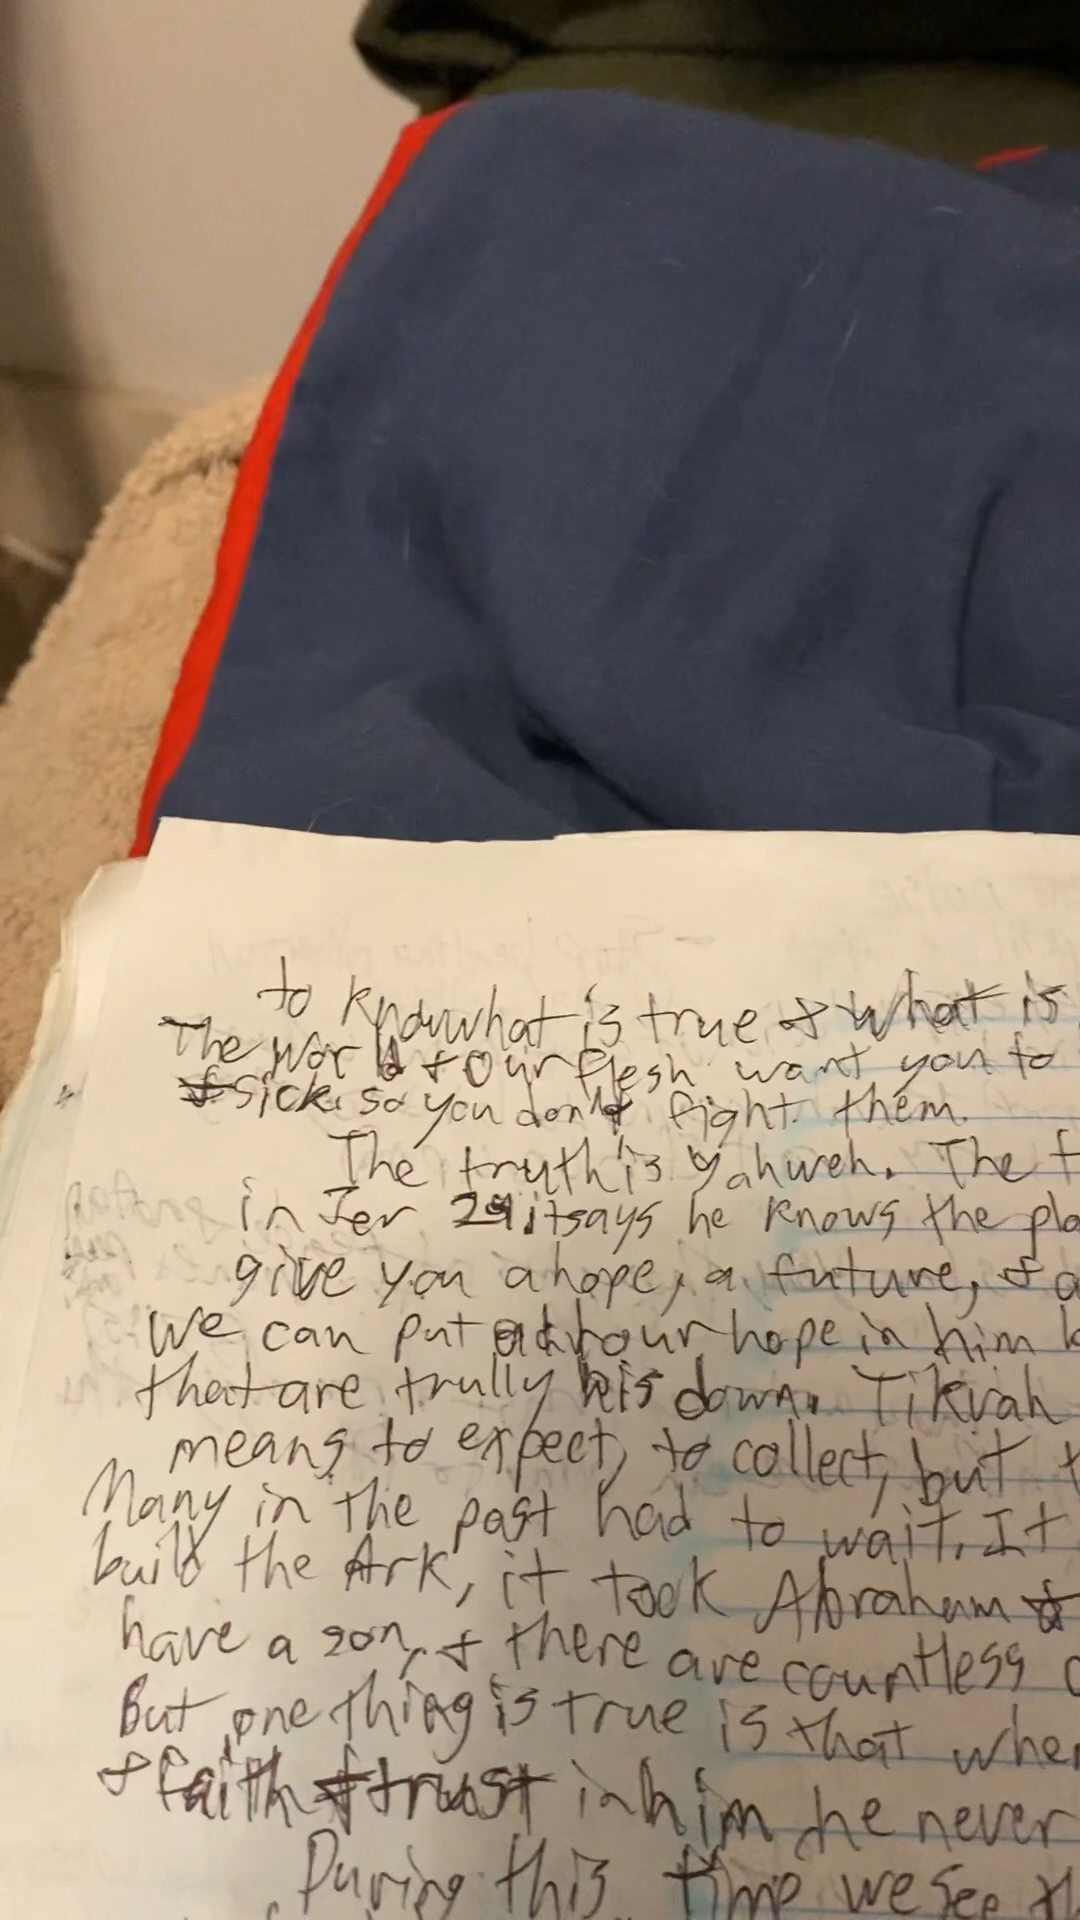 to know what is true & what is
The world & our flesh want you to
sick so you don't fight them.
The truth is Yahweh. The f
in Jer 29 it says he knows the pla
give you a hope, a future, & a
we can put our hope in him b
that are trully his down. Tikvah
means to expect, to collect, but t
Many in the past had to wait. It
build the Ark, it took Abraham &
have a son, & there are countless
But one thing is true is that whe
& faith & trust in him, he never
During this time we see th